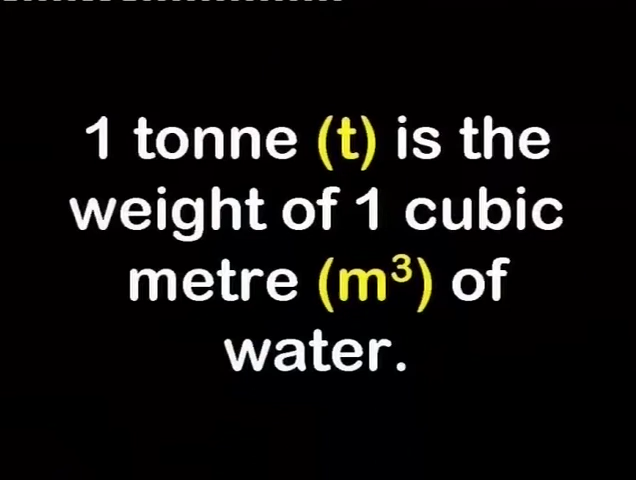 1 tonne (t) is the
weight of 1 cubic
metre (m³) of
water.